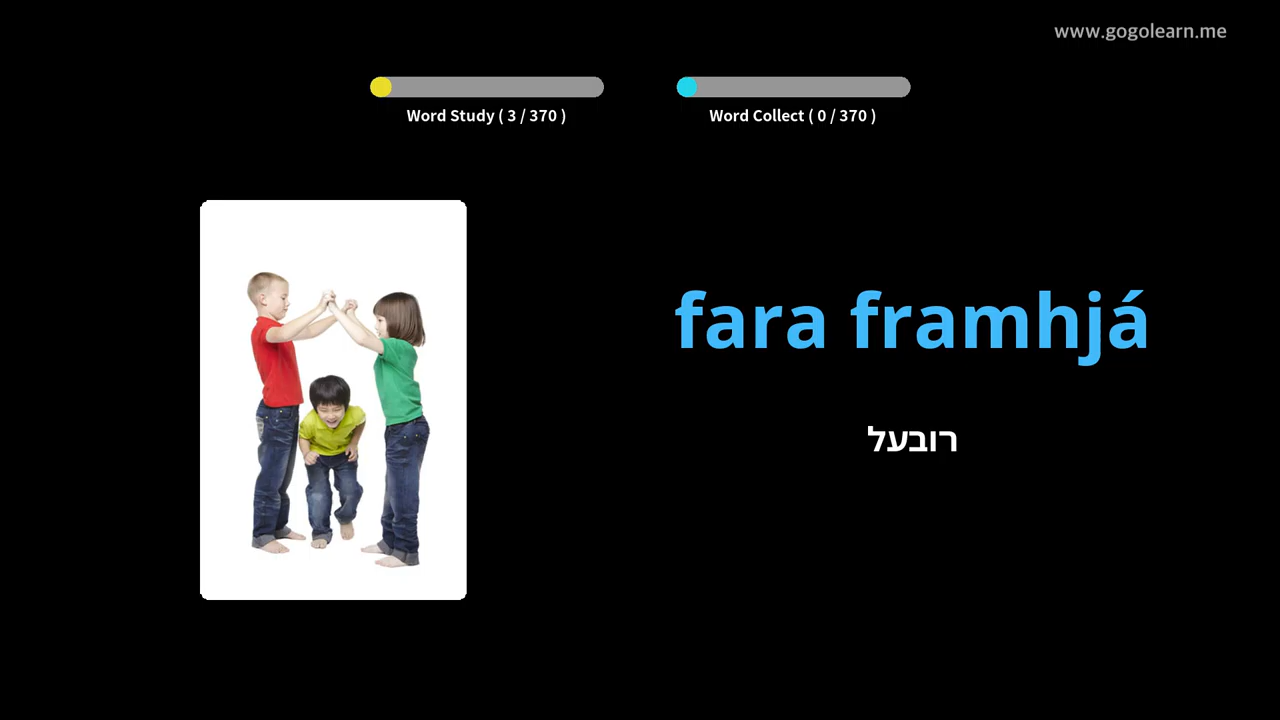 www.gogolearn.me
Word Study ( 3 / 370 )
Word Collect ( 0 / 370 )
fara framhjá
רובעל